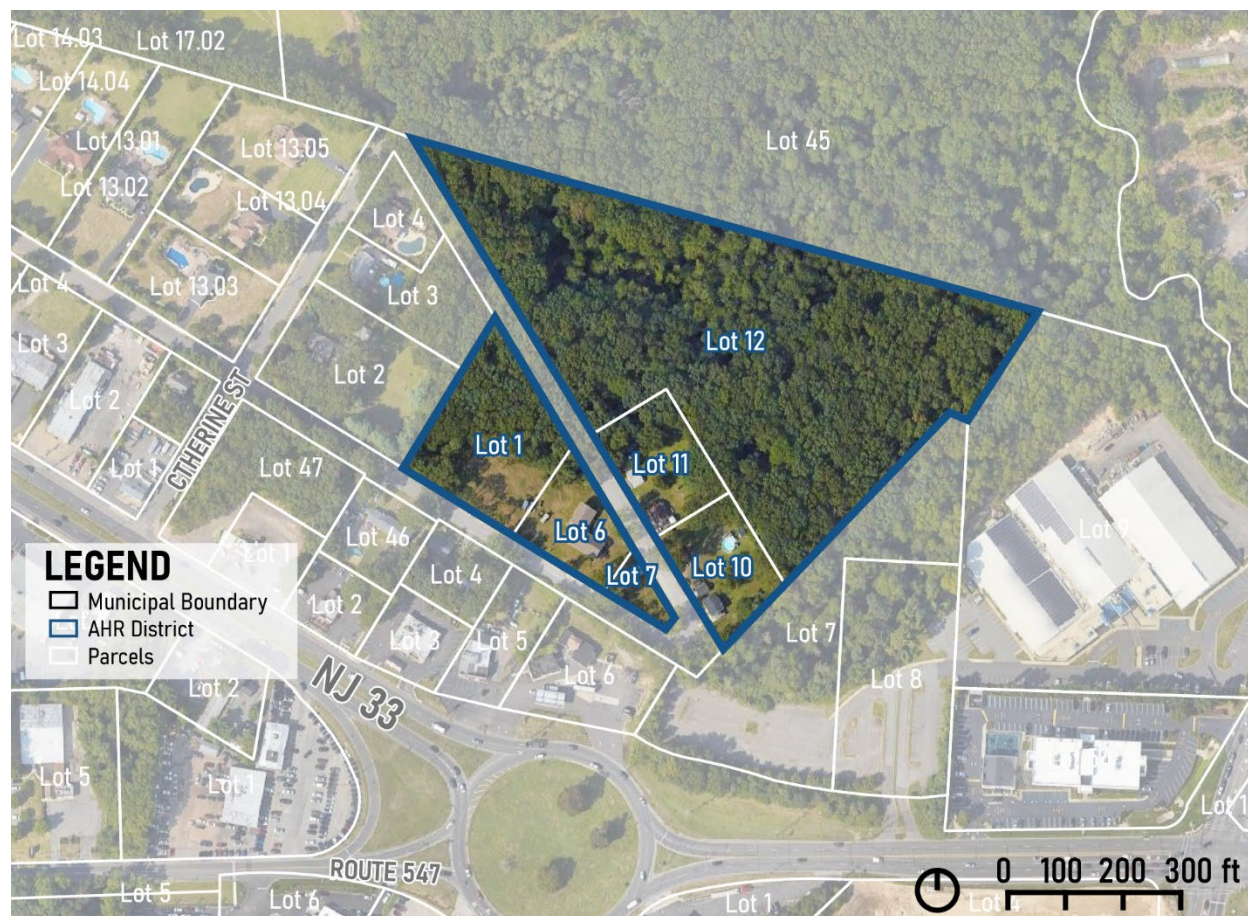 Lot 14.03
Lot 17.02
Lot 14.04
Lot 13.01
Lot 13.05
Lot 45
Lot 13.02
Lot 13.04
Lot 4
Lot 13.03
Lot 3
Lot 4
Lot 3
Lot 12
Lot 2
Lot 2
CTHERINE ST
Lot 1
Lot 11
Lot 1
Lot 47
Lot 6
Lot 9
Lot 46
Lot 1
Lot 4
Lot 7
Lot 10
Lot 2
Lot 3
Lot 5
Lot 7
Lot 6
Lot 8
LEGEND
Municipal Boundary
AHR District
Parcels
NJ 33
Lot 2
Lot 5
Lot 1
Lot 1
ROUTE 547
Lot 5
Lot 6
Lot 1
Lot 4
0 100 200 300 ft